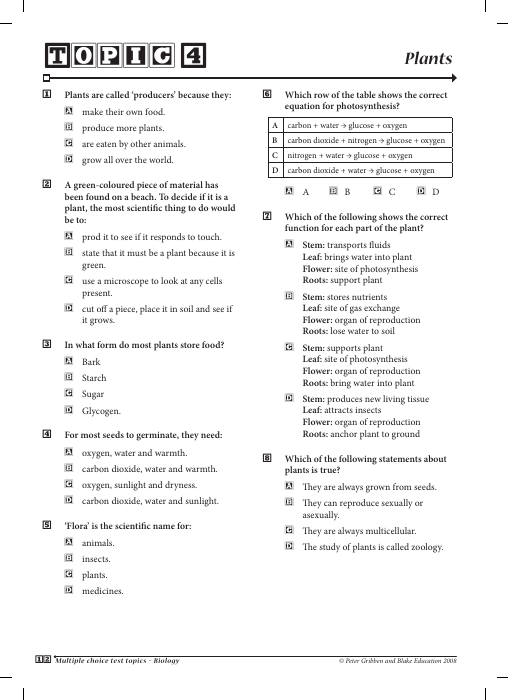 TOPIC 4
Plants
1 Plants are called ‘producers’ because they:
A make their own food.
B produce more plants.
C are eaten by other animals.
D grow all over the world.
2 A green-coloured piece of material has
been found on a beach. To decide if it is a
plant, the most scientific thing to do would
be to:
A prod it to see if it responds to touch.
B state that it must be a plant because it is
green.
C use a microscope to look at any cells
present.
D cut off a piece, place it in soil and see if
it grows.
3 In what form do most plants store food?
A Bark
B Starch
C Sugar
D Glycogen.
4 For most seeds to germinate, they need:
A oxygen, water and warmth.
B carbon dioxide, water and warmth.
C oxygen, sunlight and dryness.
D carbon dioxide, water and sunlight.
5 ‘Flora’ is the scientific name for:
A animals.
B insects.
C plants.
D medicines.
6 Which row of the table shows the correct
equation for photosynthesis?
A carbon + water → glucose + oxygen
B carbon dioxide + nitrogen → glucose + oxygen
C nitrogen + water → glucose + oxygen
D carbon dioxide + water → glucose + oxygen
A A B B C C D D
7 Which of the following shows the correct
function for each part of the plant?
A Stem: transports fluids
Leaf: brings water into plant
Flower: site of photosynthesis
Roots: support plant
B Stem: stores nutrients
Leaf: site of gas exchange
Flower: organ of reproduction
Roots: lose water to soil
C Stem: supports plant
Leaf: site of photosynthesis
Flower: organ of reproduction
Roots: bring water into plant
D Stem: produces new living tissue
Leaf: attracts insects
Flower: organ of reproduction
Roots: anchor plant to ground
8 Which of the following statements about
plants is true?
A They are always grown from seeds.
B They can reproduce sexually or
asexually.
C They are always multicellular.
D The study of plants is called zoology.
12 Multiple choice test topics – Biology
© Peter Gribben and Blake Education 2008